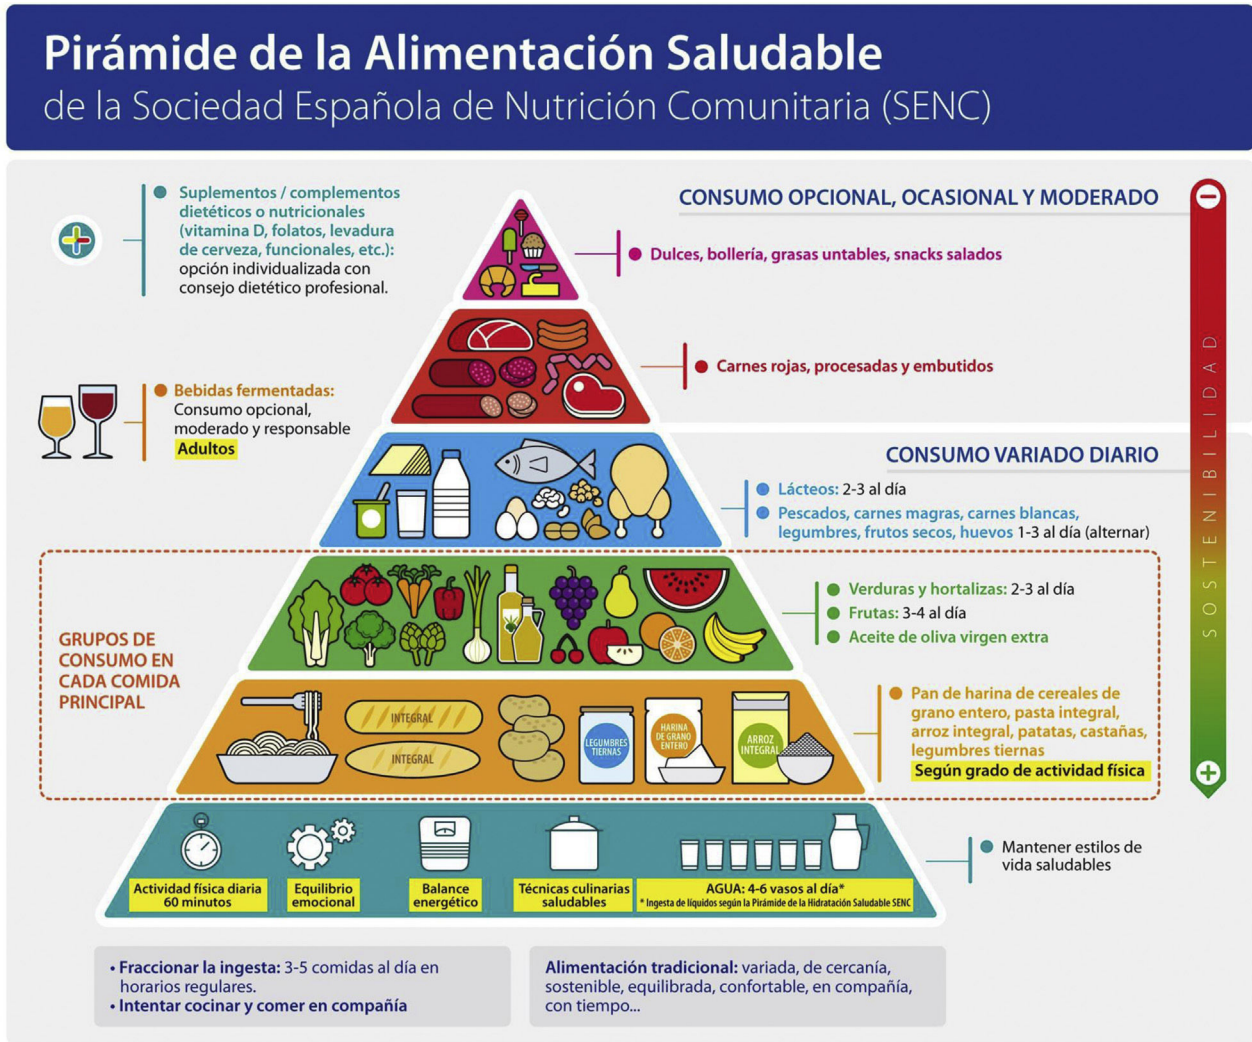 Pirámide de la Alimentación Saludable
de la Sociedad Española de Nutrición Comunitaria (SENC)
Suplementos / complementos
dietéticos o nutricionales
(vitamina D, folatos, levadura
de cerveza, funcionales, etc.):
opción individualizada con
consejo dietético profesional.
CONSUMO OPCIONAL, OCASIONAL Y MODERADO
Dulces, bollería, grasas untables, snacks salados
Carnes rojas, procesadas y embutidos
Bebidas fermentadas:
Consumo opcional,
moderado y responsable
Adultos
CONSUMO VARIADO DIARIO
Lácteos: 2-3 al día
Pescados, carnes magras, carnes blancas,
legumbres, frutos secos, huevos 1-3 al día (alternar)
SOSTENIBILIDAD
GRUPOS DE
CONSUMO EN
CADA COMIDA
PRINCIPAL
Verduras y hortalizas: 2-3 al día
Frutas: 3-4 al día
Aceite de oliva virgen extra
INTEGRAL
INTEGRAL
LEGUMBRES
TIERNAS
HARINA
DE GRANO
ENTERO
ARROZ
INTEGRAL
Pan de harina de cereales de
grano entero, pasta integral,
arroz integral, patatas, castañas,
legumbres tiernas
Según grado de actividad física
Actividad física diaria
60 minutos
Equilibrio
emocional
Balance
energético
Técnicas culinarias
saludables
AGUA: 4-6 vasos al día*
* Ingesta de líquidos según la Pirámide de la Hidratación Saludable SENC
Mantener estilos de
vida saludables
• Fraccionar la ingesta: 3-5 comidas al día en
horarios regulares.
• Intentar cocinar y comer en compañía
Alimentación tradicional: variada, de cercanía,
sostenible, equilibrada, confortable, en compañía,
con tiempo...